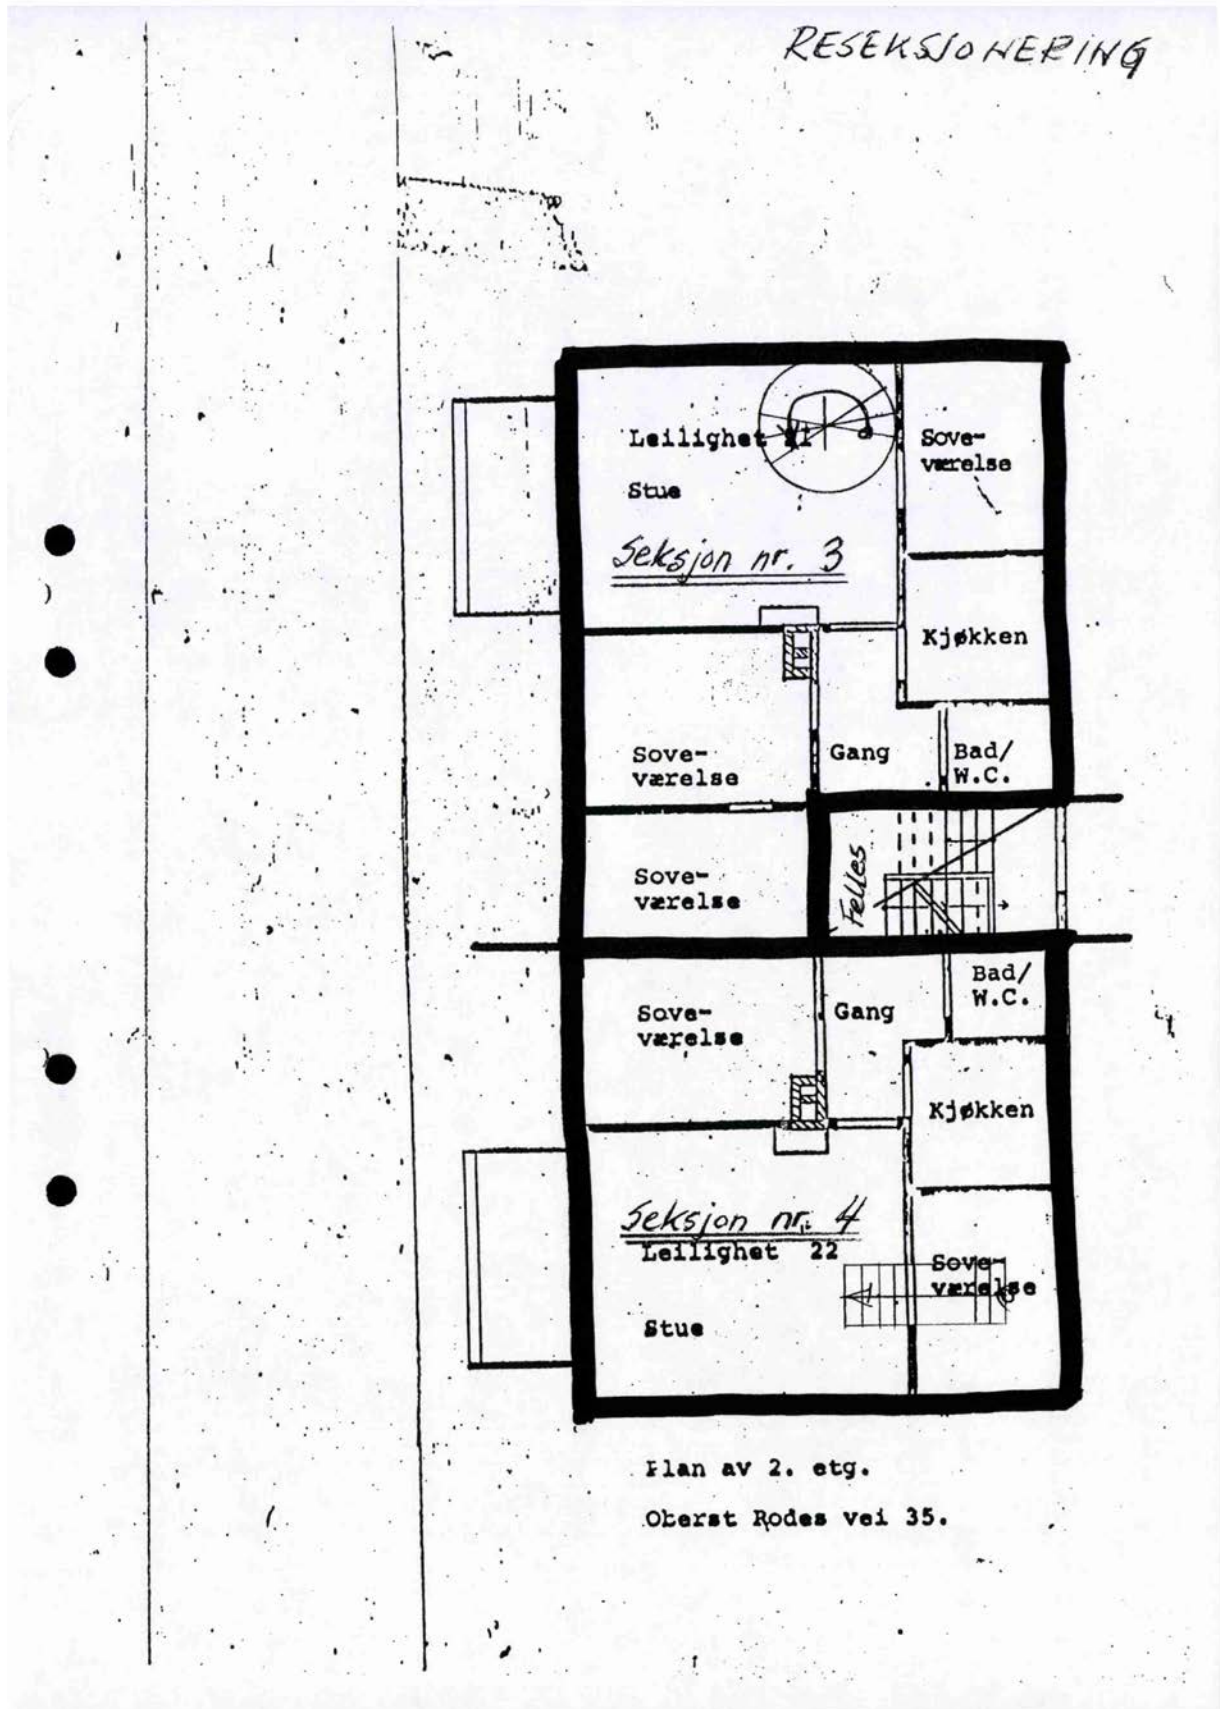 RESEKSJONERING
Leilighet
Sove-
værelse
Stue
Seksjon nr. 3
Kjøkken
Sove-
værelse
Gang
Bad/
W.C.
Sove-
værelse
Felles
Sove-
værelse
Gang
Bad/
W.C.
Kjøkken
Seksjon nr. 4
Leilighet 22
Sove-
værelse
Stue
Plan av 2. etg.
Oberst Rodes vei 35.